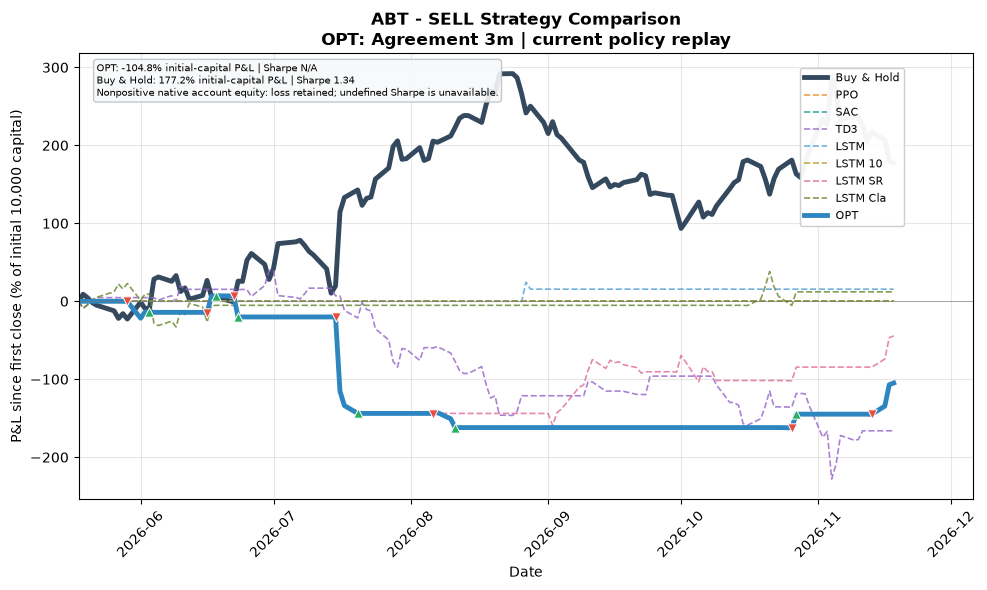 ABT - SELL Strategy Comparison
OPT: Agreement 3m | current policy replay
OPT: -104.8% initial-capital P&L | Sharpe N/A
Buy & Hold: 177.2% initial-capital P&L | Sharpe 1.34
Nonpositive native account equity: loss retained; undefined Sharpe is unavailable.
Buy & Hold
PPO
SAC
TD3
LSTM
LSTM 10
LSTM SR
LSTM Cla
OPT
P&L since first close (% of initial 10,000 capital)
300
200
100
0
−100
−200
2026-06
2026-07
2026-08
2026-09
2026-10
2026-11
2026-12
Date